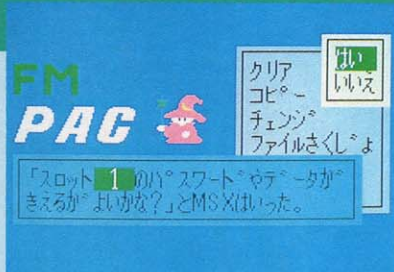 FM
PAC
クリア
コピー
チェンジ
ファイルさくじょ
はい
いいえ
「スロット 1 のパスワードやデータが
きえるが よいかな?」とMSXはいった。